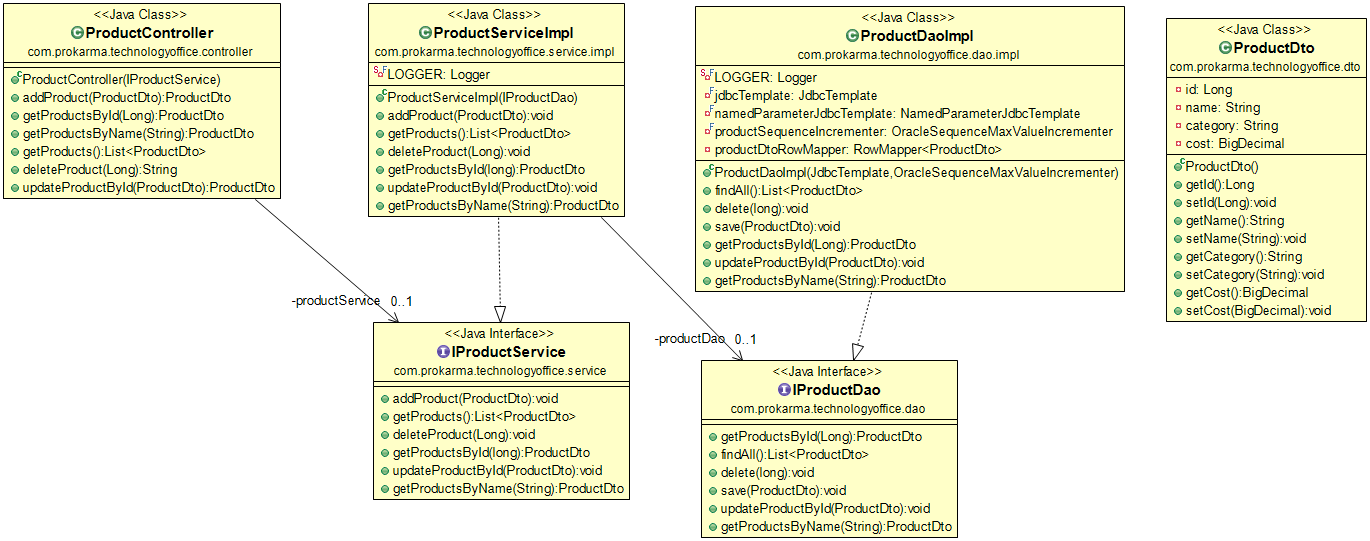 <<Java Class>>
ProductController
com.prokarma.technologyoffice.controller
ProductController(IProductService)
addProduct(ProductDto):ProductDto
getProductsById(Long):ProductDto
getProductsByName(String):ProductDto
getProducts():List<ProductDto>
deleteProduct(Long):String
updateProductById(ProductDto):ProductDto
<<Java Class>>
ProductServiceImpl
com.prokarma.technologyoffice.service.impl
LOGGER: Logger
ProductServiceImpl(IProductDao)
addProduct(ProductDto):void
getProducts():List<ProductDto>
deleteProduct(Long):void
getProductsById(long):ProductDto
updateProductById(ProductDto):void
getProductsByName(String):ProductDto
<<Java Class>>
ProductDaoImpl
com.prokarma.technologyoffice.dao.impl
LOGGER: Logger
jdbcTemplate: JdbcTemplate
namedParameterJdbcTemplate: NamedParameterJdbcTemplate
productSequenceIncrementer: OracleSequenceMaxValueIncrementer
productDtoRowMapper: RowMapper<ProductDto>
ProductDaoImpl(JdbcTemplate,OracleSequenceMaxValueIncrementer)
findAll():List<ProductDto>
delete(long):void
save(ProductDto):void
getProductsById(Long):ProductDto
updateProductById(ProductDto):void
getProductsByName(String):ProductDto
<<Java Class>>
ProductDto
com.prokarma.technologyoffice.dto
id: Long
name: String
category: String
cost: BigDecimal
ProductDto()
getId():Long
setId(Long):void
getName():String
setName(String):void
getCategory():String
setCategory(String):void
getCost():BigDecimal
setCost(BigDecimal):void
-productService 0..1
-productDao 0..1
<<Java Interface>>
IProductService
com.prokarma.technologyoffice.service
addProduct(ProductDto):void
getProducts():List<ProductDto>
deleteProduct(Long):void
getProductsById(long):ProductDto
updateProductById(ProductDto):void
getProductsByName(String):ProductDto
<<Java Interface>>
IProductDao
com.prokarma.technologyoffice.dao
getProductsById(Long):ProductDto
findAll():List<ProductDto>
delete(long):void
save(ProductDto):void
updateProductById(ProductDto):void
getProductsByName(String):ProductDto